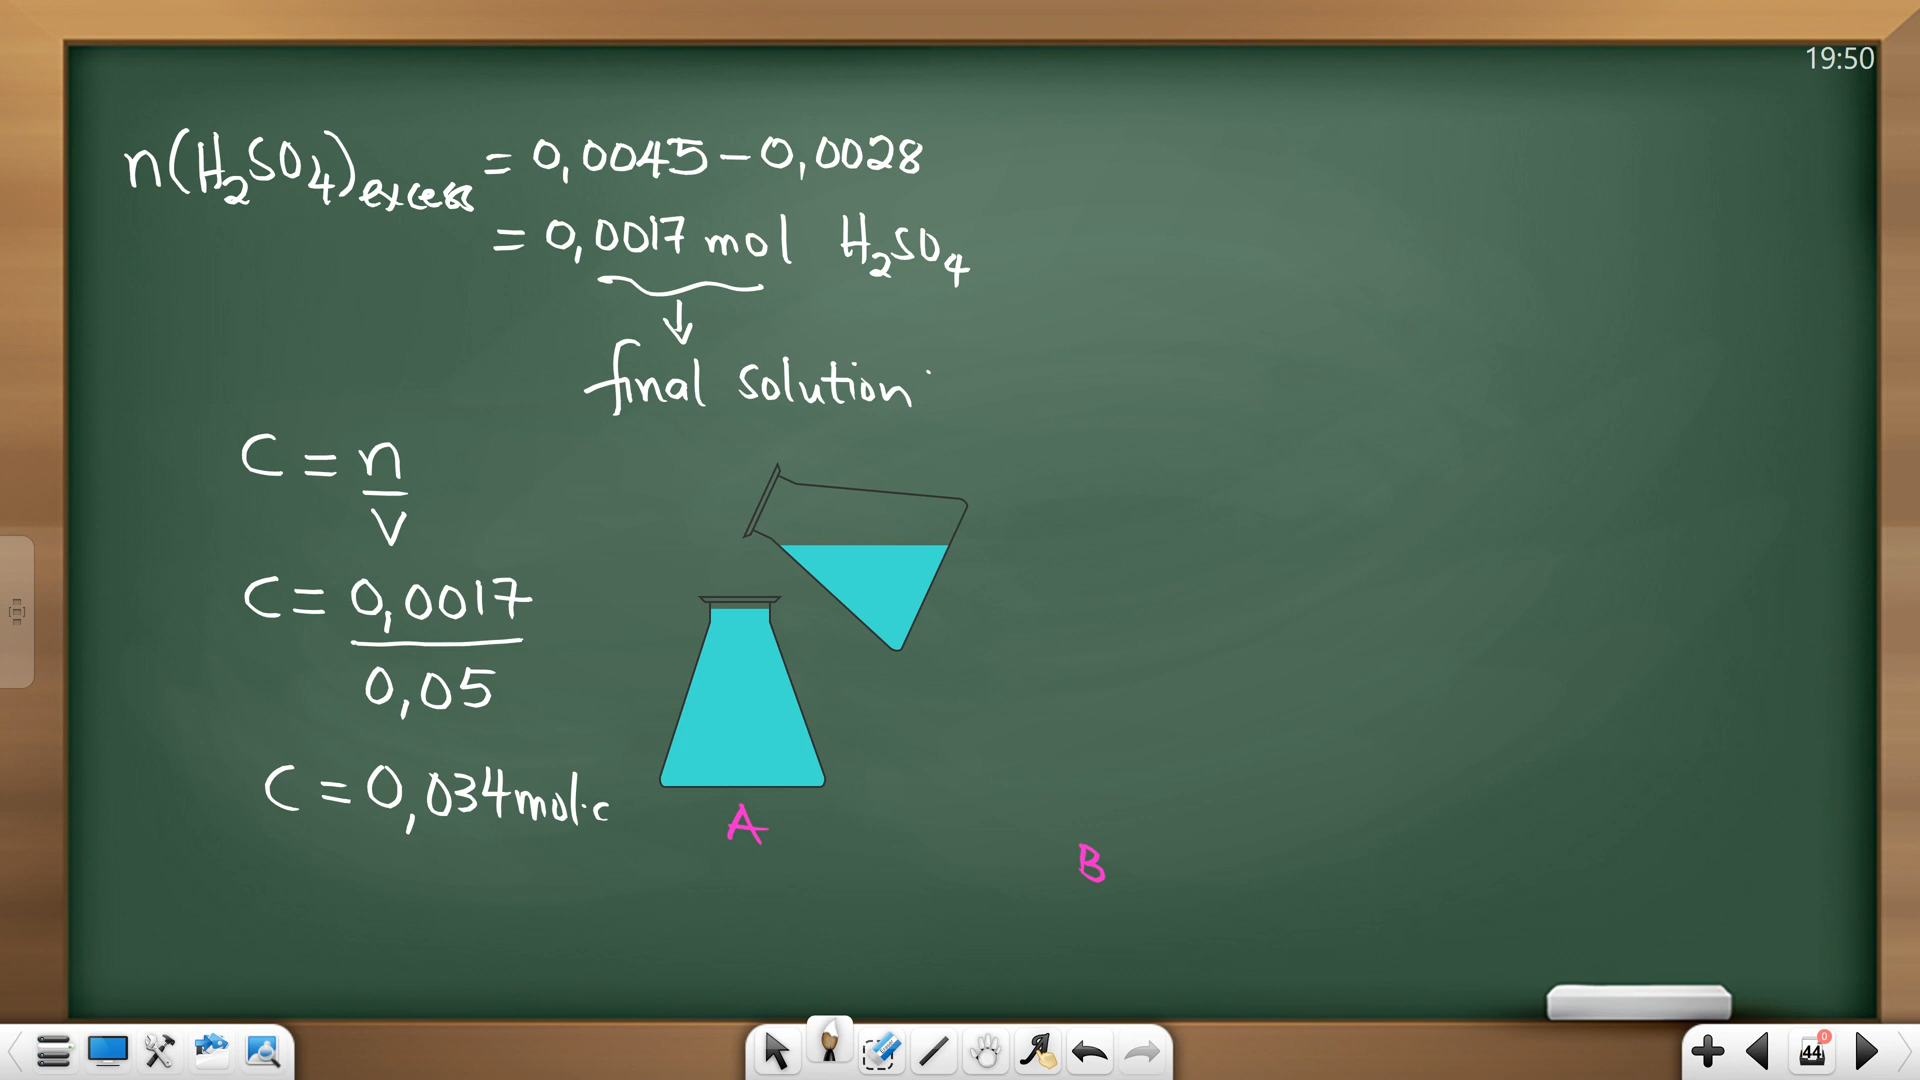 19:50
n(H₂SO₄)excess = 0,0045 - 0,0028
= 0,0017 mol H₂SO₄
↓
final solution
C = n
V
C = 0,0017
0,05
C = 0,034 mol·c
A
B
44
0